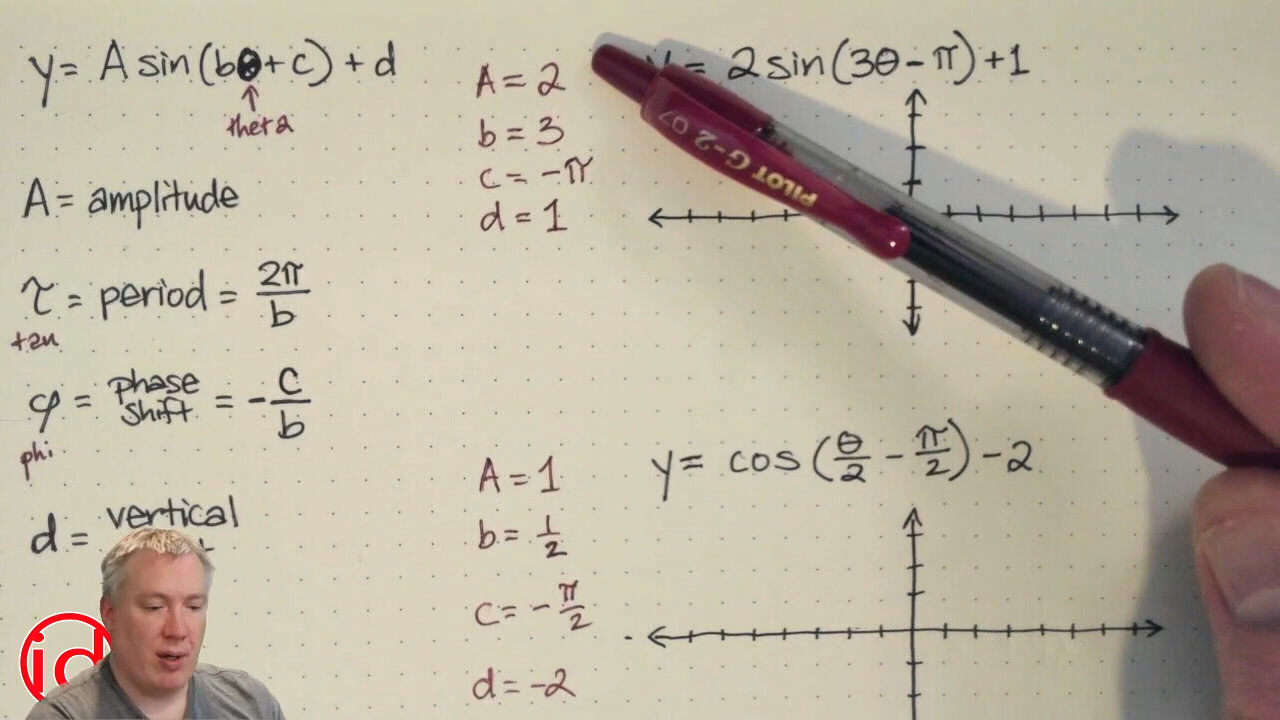 y = A sin(bθ + c) + d
↑
theta
A = amplitude
τ = period = 2π/b
tau
φ = phase shift = - c/b
phi
d = vertical
A = 2
b = 3
c = -π
d = 1
= 2 sin(3θ - π) + 1
PILOT G-2 07
A = 1
b = 1/2
c = - π/2
d = -2
y = cos(θ/2 - π/2) - 2
id